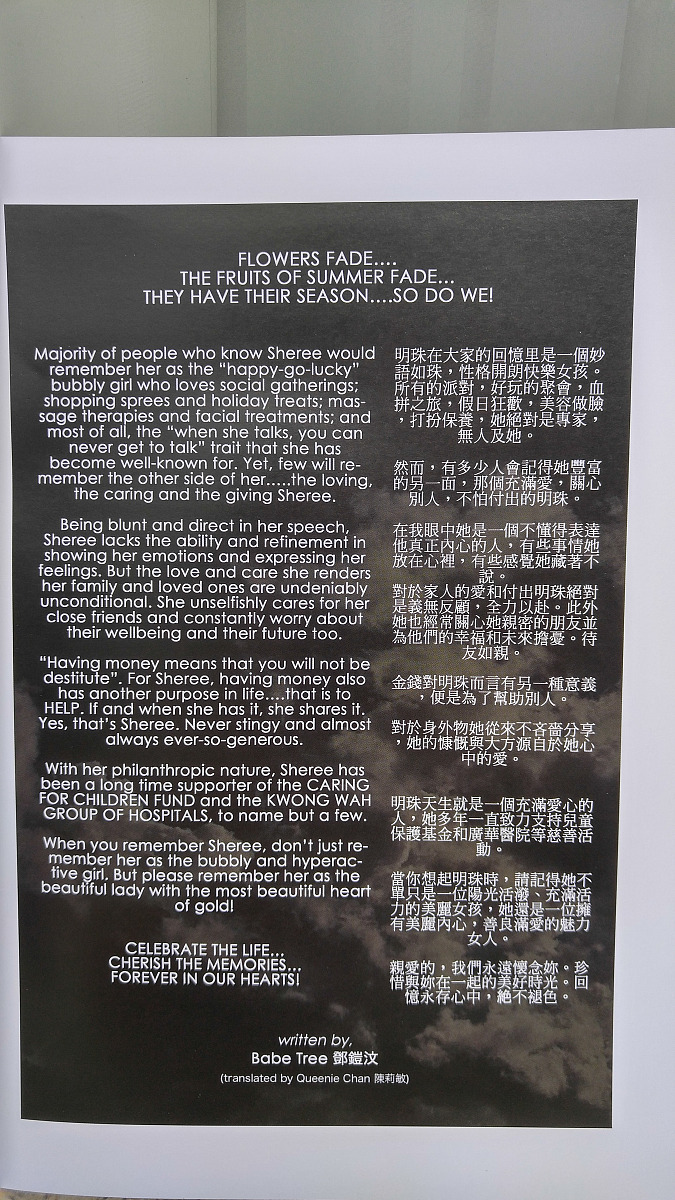 FLOWERS FADE....
THE FRUITS OF SUMMER FADE...
THEY HAVE THEIR SEASON....SO DO WE!
Majority of people who know Sheree would
remember her as the “happy-go-lucky”
bubbly girl who loves social gatherings;
shopping sprees and holiday treats; mas-
sage therapies and facial treatments; and
most of all, the “when she talks, you can
never get to talk” trait that she has
become well-known for. Yet, few will re-
member the other side of her.....the loving,
the caring and the giving Sheree.
Being blunt and direct in her speech,
Sheree lacks the ability and refinement in
showing her emotions and expressing her
feelings. But the love and care she renders
her family and loved ones are undeniably
unconditional. She unselfishly cares for her
close friends and constantly worry about
their wellbeing and their future too.
“Having money means that you will not be
destitute”. For Sheree, having money also
has another purpose in life....that is to
HELP. If and when she has it, she shares it.
Yes, that’s Sheree. Never stingy and almost
always ever-so-generous.
With her philanthropic nature, Sheree has
been a long time supporter of the CARING
FOR CHILDREN FUND and the KWONG WAH
GROUP OF HOSPITALS, to name but a few.
When you remember Sheree, don’t just re-
member her as the bubbly and hyperac-
tive girl. But please remember her as the
beautiful lady with the most beautiful heart
of gold!
CELEBRATE THE LIFE...
CHERISH THE MEMORIES...
FOREVER IN OUR HEARTS!
明珠在大家的回憶里是一個妙
語如珠，性格開朗快樂女孩。
所有的派對，好玩的聚會，血
拼之旅，假日狂歡，美容做臉
，打扮保養，她絕對是專家，
無人及她。
然而，有多少人會記得她豐富
的另一面，那個充滿愛，關心
別人，不怕付出的明珠。
在我眼中她是一個不懂得表達
他真正內心的人，有些事情她
放在心裡，有些感覺她藏著不
說。
對於家人的愛和付出明珠絕對
是義無反顧，全力以赴。此外
她也經常關心她親密的朋友並
為他們的幸福和未來擔憂。待
友如親。
金錢對明珠而言有另一種意義
，便是為了幫助別人。
對於身外物她從來不吝嗇分享
，她的慷慨與大方源自於她心
中的愛。
明珠天生就是一個充滿愛心的
人，她多年一直致力支持兒童
保護基金和廣華醫院等慈善活
動。
當你想起明珠時，請記得她不
單只是一位陽光活潑、充滿活
力的美麗女孩，她還是一位擁
有美麗內心，善良滿愛的魅力
女人。
親愛的，我們永遠懷念妳。珍
惜與妳在一起的美好時光。回
憶永存心中，絕不褪色。
written by,
Babe Tree 鄧鎧汶
(translated by Queenie Chan 陳莉敏)